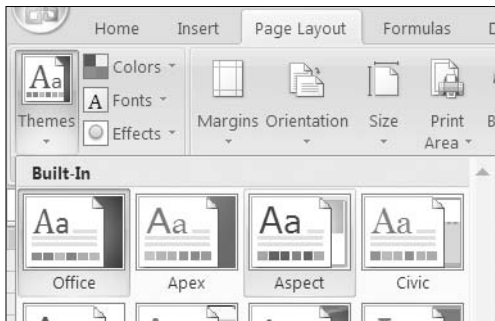 Home Insert Page Layout Formulas
Aa Colors
A Fonts
Themes Effects Margins Orientation Size Print Area
Built-In
Aa Aa Aa Aa
Office Apex Aspect Civic